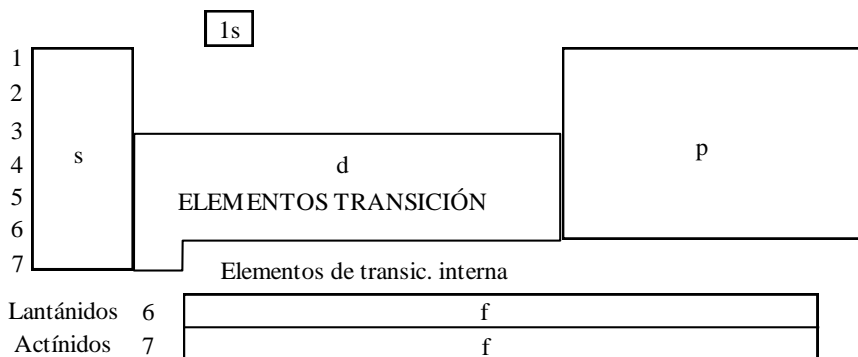 1s
1
2
3
4
5
6
7
s
d
p
ELEMENTOS TRANSICIÓN
Elementos de transic. interna
Lantánidos 6 f
Actínidos 7 f